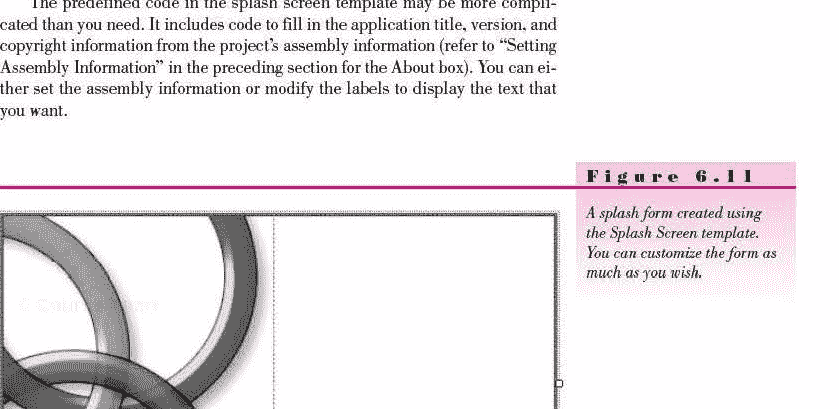 The predefined code in the splash screen template may be more compli-
cated than you need. It includes code to fill in the application title, version, and
copyright information from the project's assembly information (refer to “Setting
Assembly Information” in the preceding section for the About box). You can ei-
ther set the assembly information or modify the labels to display the text that
you want.
Figure 6.11
A splash form created using
the Splash Screen template.
You can customize the form as
much as you wish.